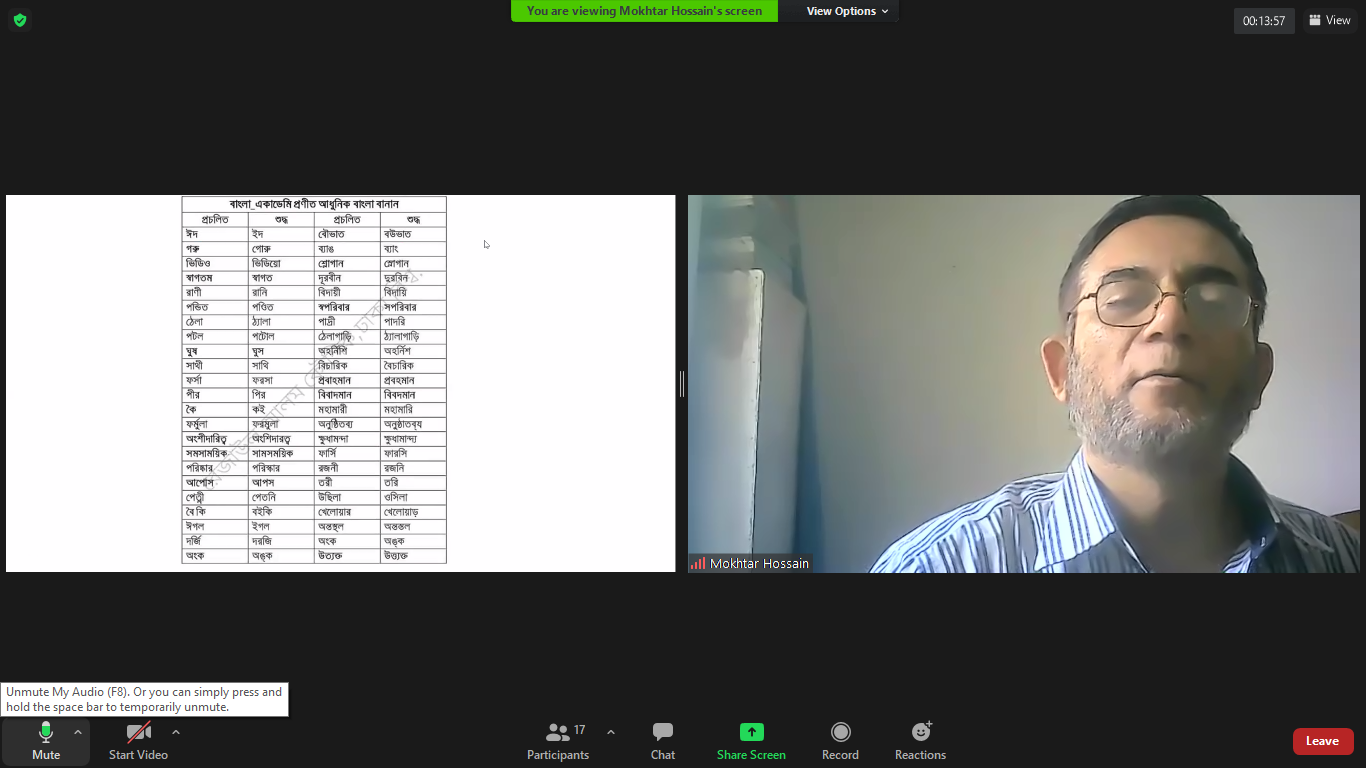 You are viewing Mokhtar Hossain's screen View Options
00:13:57 View
বাংলা_একাডেমি প্রণীত আধুনিক বাংলা বানান
প্রচলিত শুদ্ধ প্রচলিত শুদ্ধ
ঈদ ইদ বৌভাত বউভাত
গরু গোরু ব্যাঙ ব্যাং
ভিডিও ভিডিয়ো শ্লোগান স্লোগান
স্বাগতম স্বাগত দূরবীন দুরবিন
রাণী রানি বিদায়ী বিদায়ি
পন্ডিত পণ্ডিত স্বপরিবার সপরিবার
ঠেলা ঠ্যালা পাদ্রী পাদরি
পটল পটোল ঠেলাগাড়ি ঠ্যালাগাড়ি
ঘুষ ঘুস অহর্নিশি অহর্নিশ
সাথী সাথি বিচারিক বৈচারিক
ফর্সা ফরসা প্রবাহমান প্রবহমান
পীর পির বিবাদমান বিবদমান
কৈ কই মহামারী মহামারি
ফর্মুলা ফরমুলা অনুষ্ঠিতব্য অনুষ্ঠাতব্য
অংশীদারিত্ব অংশিদারত্ব ক্ষুধামন্দা ক্ষুধামান্দ্য
সমসাময়িক সামসময়িক ফার্সি ফারসি
পরিষ্কার পরিস্কার রজনী রজনি
আপোস আপস তরী তরি
পেত্নী পেতনি উছিলা ওসিলা
বৈ কি বইকি খেলোয়ার খেলোয়াড়
ঈগল ইগল অন্তস্থল অন্তস্তল
দর্জি দরজি অংক অঙ্ক
অংক অঙ্ক উত্যক্ত উত্ত্যক্ত
Mokhtar Hossain
Unmute My Audio (F8). Or you can simply press and
hold the space bar to temporarily unmute.
Mute Start Video Participants 17 Chat Share Screen Record Reactions Leave